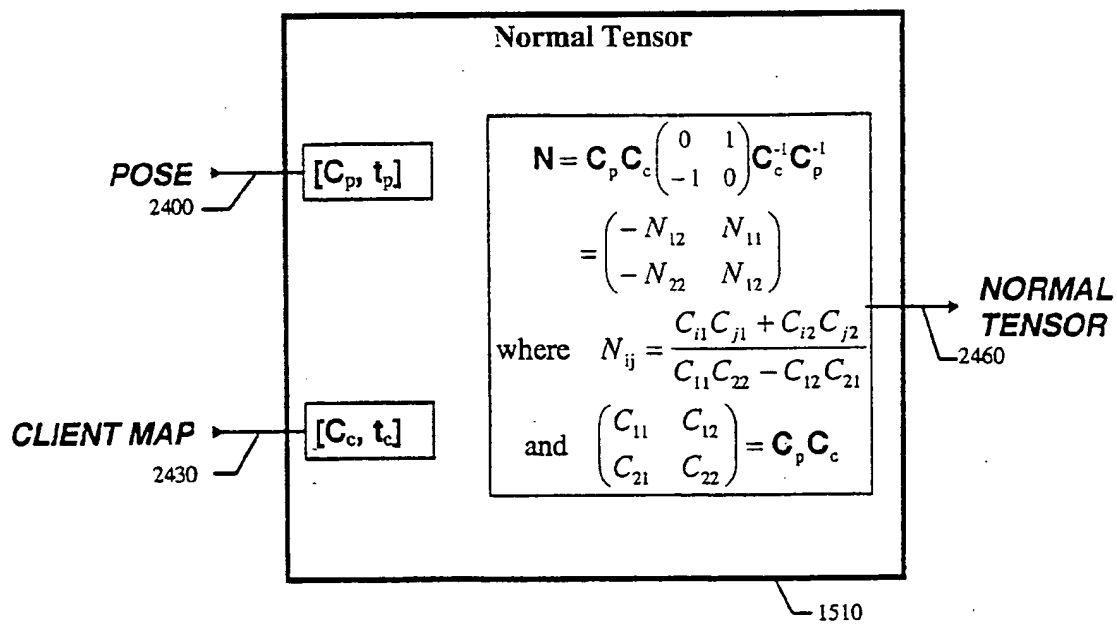 Normal Tensor
POSE
2400
[C_p, t_p]
N = C_p C_c ( 0 1 ; -1 0 ) C_c^-1 C_p^-1
= ( - N_12 N_11 ; - N_22 N_12 )
where N_ij = (C_i1 C_j1 + C_i2 C_j2) / (C_11 C_22 - C_12 C_21)
and ( C_11 C_12 ; C_21 C_22 ) = C_p C_c
NORMAL
TENSOR
2460
CLIENT MAP
2430
[C_c, t_c]
1510